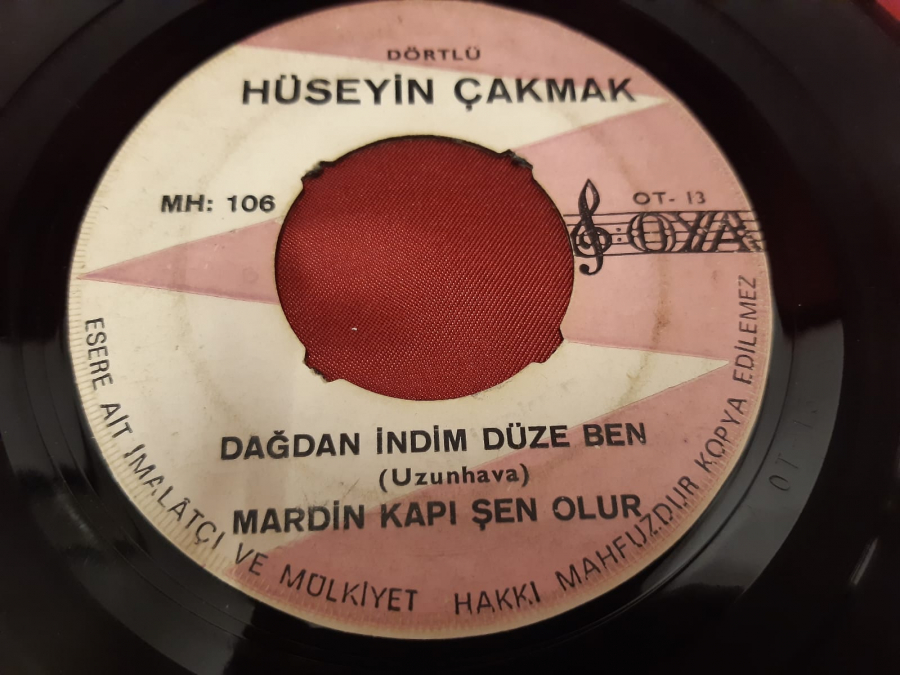 DÖRTLÜ
HÜSEYİN ÇAKMAK
MH: 106
OT- 13
OYA
DAĞDAN İNDİM DÜZE BEN
(Uzunhava)
MARDİN KAPI ŞEN OLUR
ESERE AİT İMALÂTÇI VE MÜLKİYET HAKKI MAHFUZDUR KOPYA EDİLEMEZ
OT